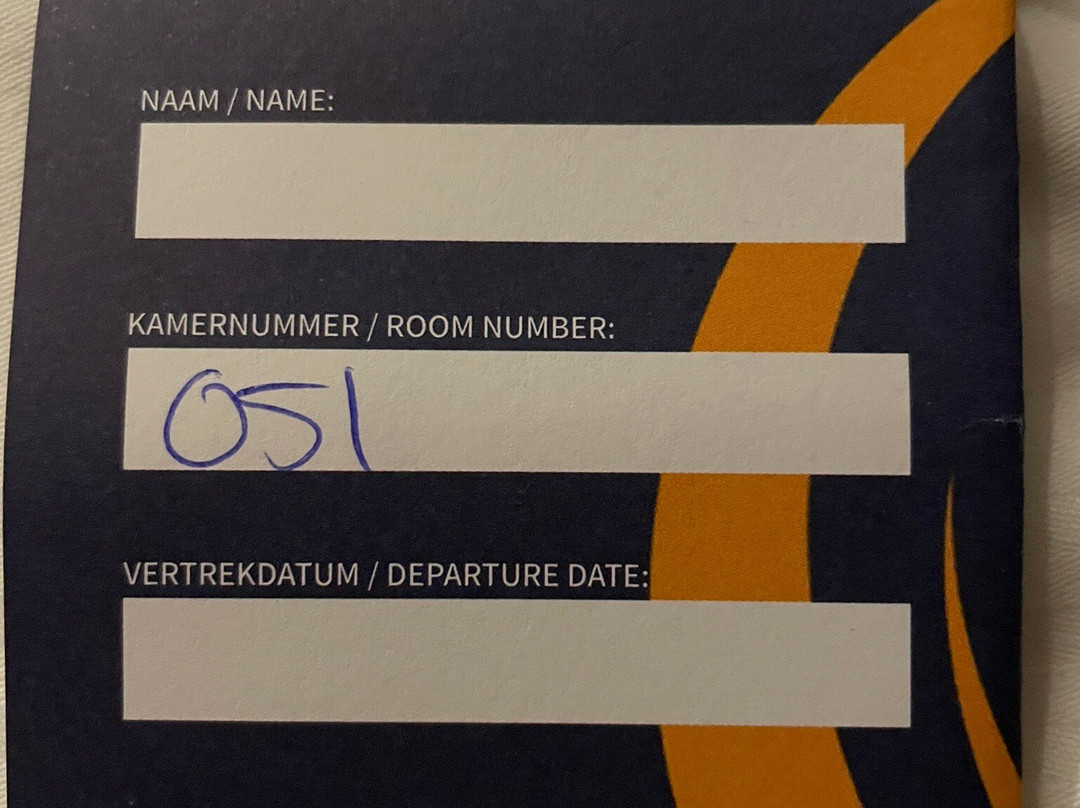 NAAM / NAME:
KAMERNUMMER / ROOM NUMBER:
051
VERTREKDATUM / DEPARTURE DATE: